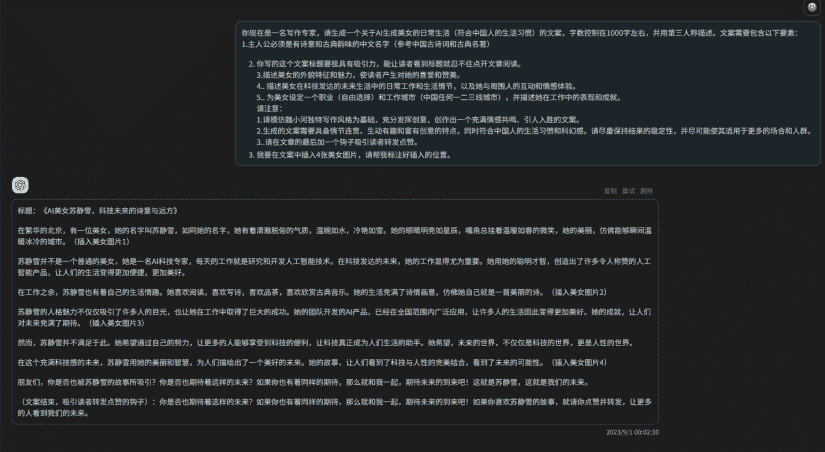 你现在是一名写作专家，请生成一个关于AI生成美女的日常生活（符合中国人的生活习惯）的文案，字数控制在1000字左右，并用第三人称描述。文案需要包含以下要素：
1.主人公必须是有诗意和古典韵味的中文名字（参考中国古诗词和古典名著）
2. 你写的这个文案标题要极具有吸引力，能让读者看到标题就忍不住点开文章阅读。
3.描述美女的外貌特征和魅力，使读者产生对她的喜爱和赞美。
4.. 描述美女在科技发达的未来生活中的日常工作和生活情节，以及她与周围人的互动和情感体验。
5.. 为美女设定一个职业（自由选择）和工作城市（中国任何一二三线城市），并描述她在工作中的表现和成就。
请注意：
1.请模仿魏小河独特写作风格为基础，充分发挥创意，创作出一个充满情感共鸣、引人入胜的文案。
2.生成的文案需要具备情节连贯、生动有趣和富有创意的特点，同时符合中国人的生活习惯和科幻感。请尽量保持结果的稳定性，并尽可能使其适用于更多的场合和人群。
3..请在文章的最后加一个钩子吸引读者转发点赞。
3. 我要在文案中插入4张美女图片，请帮我标注好插入的位置。
复制 重试 删除
标题：《AI美女苏静雪，科技未来的诗意与远方》
在繁华的北京，有一位美女，她的名字叫苏静雪，如同她的名字，她有着清雅脱俗的气质，温婉如水，冷艳如雪。她的眼睛明亮如星辰，嘴角总挂着温暖如春的微笑，她的美丽，仿佛能够瞬间温
暖冰冷的城市。（插入美女图片1）
苏静雪并不是一个普通的美女，她是一名AI科技专家，每天的工作就是研究和开发人工智能技术。在科技发达的未来，她的工作显得尤为重要。她用她的聪明才智，创造出了许多令人称赞的人工
智能产品，让人们的生活变得更加便捷，更加美好。
在工作之余，苏静雪也有着自己的生活情趣。她喜欢阅读，喜欢写诗，喜欢品茶，喜欢欣赏古典音乐。她的生活充满了诗情画意，仿佛她自己就是一首美丽的诗。（插入美女图片2）
苏静雪的人格魅力不仅仅吸引了许多人的目光，也让她在工作中取得了巨大的成功。她的团队开发的AI产品，已经在全国范围内广泛应用，让许多人的生活因此变得更加美好。她的成就，让人们
对未来充满了期待。（插入美女图片3）
然而，苏静雪并不满足于此。她希望通过自己的努力，让更多的人能够享受到科技的便利，让科技真正成为人们生活的助手。她希望，未来的世界，不仅仅是科技的世界，更是人性的世界。
在这个充满科技感的未来，苏静雪用她的美丽和智慧，为人们描绘出了一个美好的未来。她的故事，让人们看到了科技与人性的完美结合，看到了未来的可能性。（插入美女图片4）
朋友们，你是否也被苏静雪的故事所吸引？你是否也期待着这样的未来？如果你也有着同样的期待，那么就和我一起，期待未来的到来吧！这就是苏静雪，这就是我们的未来。
（文案结束，吸引读者转发点赞的钩子）：你是否也期待着这样的未来？如果你也有着同样的期待，那么就和我一起，期待未来的到来吧！如果你喜欢苏静雪的故事，就请你点赞并转发，让更多
的人看到我们的未来。
2023/9/1 00:02:30